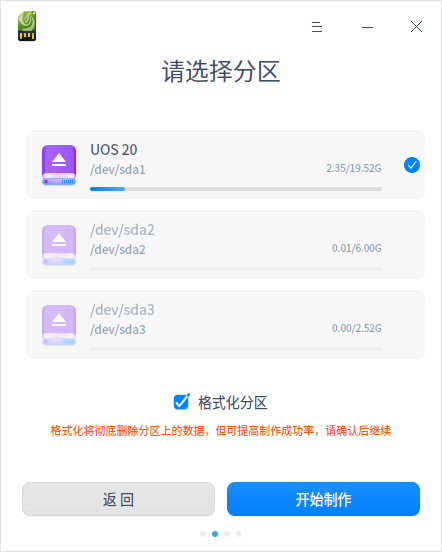 请选择分区
UOS 20
/dev/sda1
2.35/19.52G
/dev/sda2
/dev/sda2
0.01/6.00G
/dev/sda3
/dev/sda3
0.00/2.52G
格式化分区
格式化将彻底删除分区上的数据，但可提高制作成功率，请确认后继续
返 回
开始制作